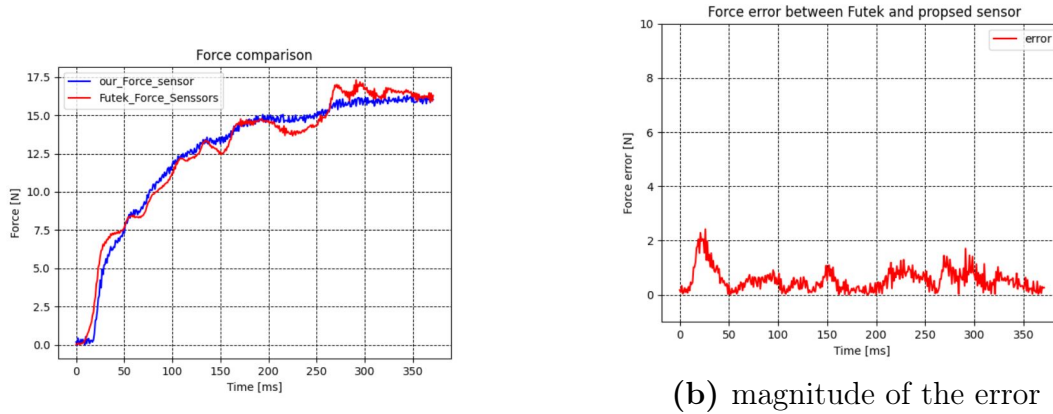 Force comparison
our_Force_sensor
Futek_Force_Senssors
17.5
15.0
12.5
10.0
7.5
5.0
2.5
0.0
Force [N]
0 50 100 150 200 250 300 350
Time [ms]
Force error between Futek and propsed sensor
error
10
8
6
4
2
0
Force error [N]
0 50 100 150 200 250 300 350
Time [ms]
(b) magnitude of the error